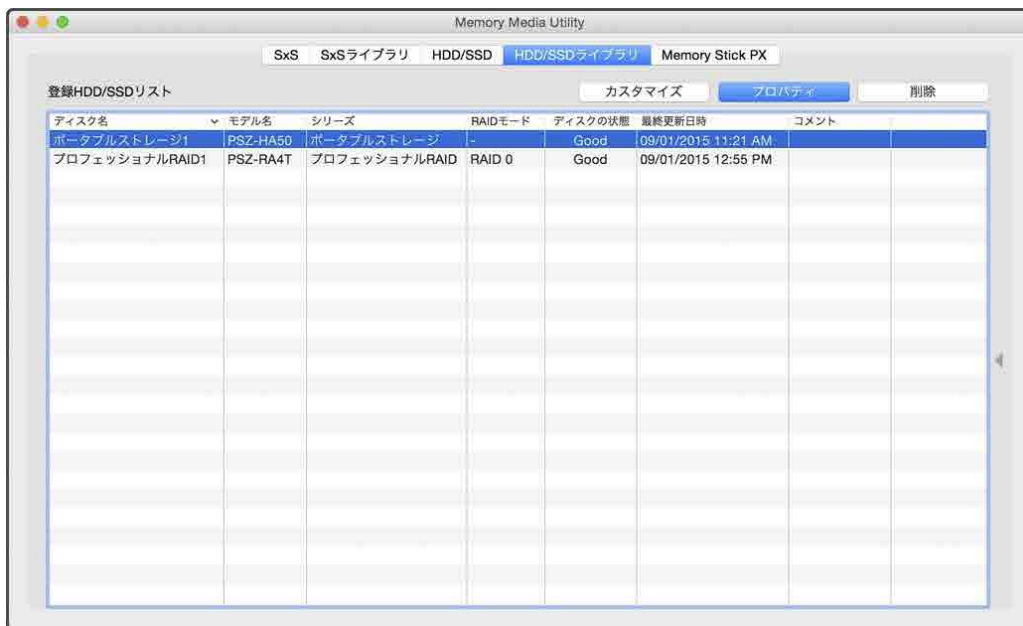 Memory Media Utility
SxS SxSライブラリ HDD/SSD HDD/SSDライブラリ Memory Stick PX
登録HDD/SSDリスト カスタマイズ プロパティ 削除
ディスク名 モデル名 シリーズ RAIDモード ディスクの状態 最終更新日時 コメント
ポータブルストレージ1 PSZ-HA50 ポータブルストレージ - Good 09/01/2015 11:21 AM
プロフェッショナルRAID1 PSZ-RA4T プロフェッショナルRAID RAID 0 Good 09/01/2015 12:55 PM